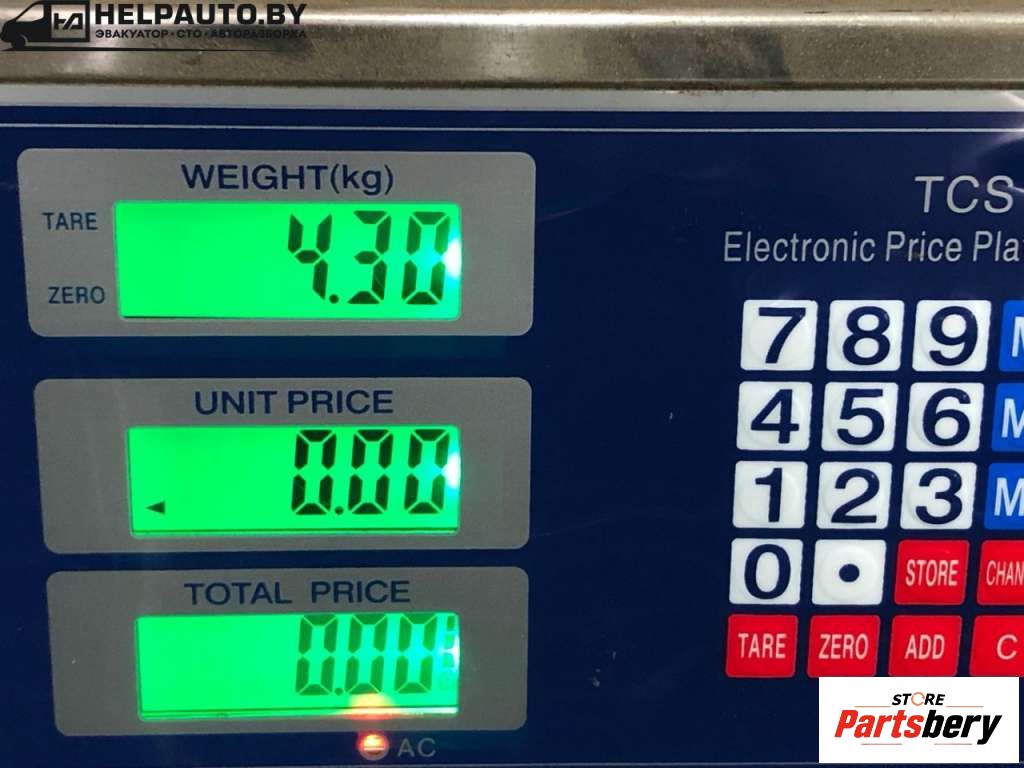 HELPAUTO.BY
ЭВАКУАТОР • СТО • АВТОРАЗБОРКА
WEIGHT(kg)
TARE
4.30
ZERO
TCS
Electronic Price Pla
UNIT PRICE
0.00
TOTAL PRICE
0.00
AC
7 8 9 M
4 5 6 M
1 2 3 M
0 • STORE CHAN
TARE ZERO ADD C
STORE
Partsbery